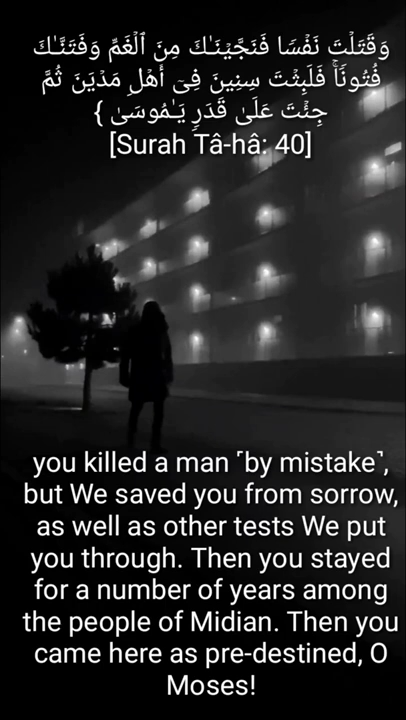 وَقَتَلْتَ نَفْسًا فَنَجَّيْنَـٰكَ مِنَ ٱلْغَمِّ وَفَتَنَّـٰكَ
فُتُونًا ۚ فَلَبِثْتَ سِنِينَ فِىٓ أَهْلِ مَدْيَنَ ثُمَّ
جِئْتَ عَلَىٰ قَدَرٍ يَـٰمُوسَىٰ }
[Surah Tâ-hâ: 40]
you killed a man ˹by mistake˺,
but We saved you from sorrow,
as well as other tests We put
you through. Then you stayed
for a number of years among
the people of Midian. Then you
came here as pre-destined, O
Moses!